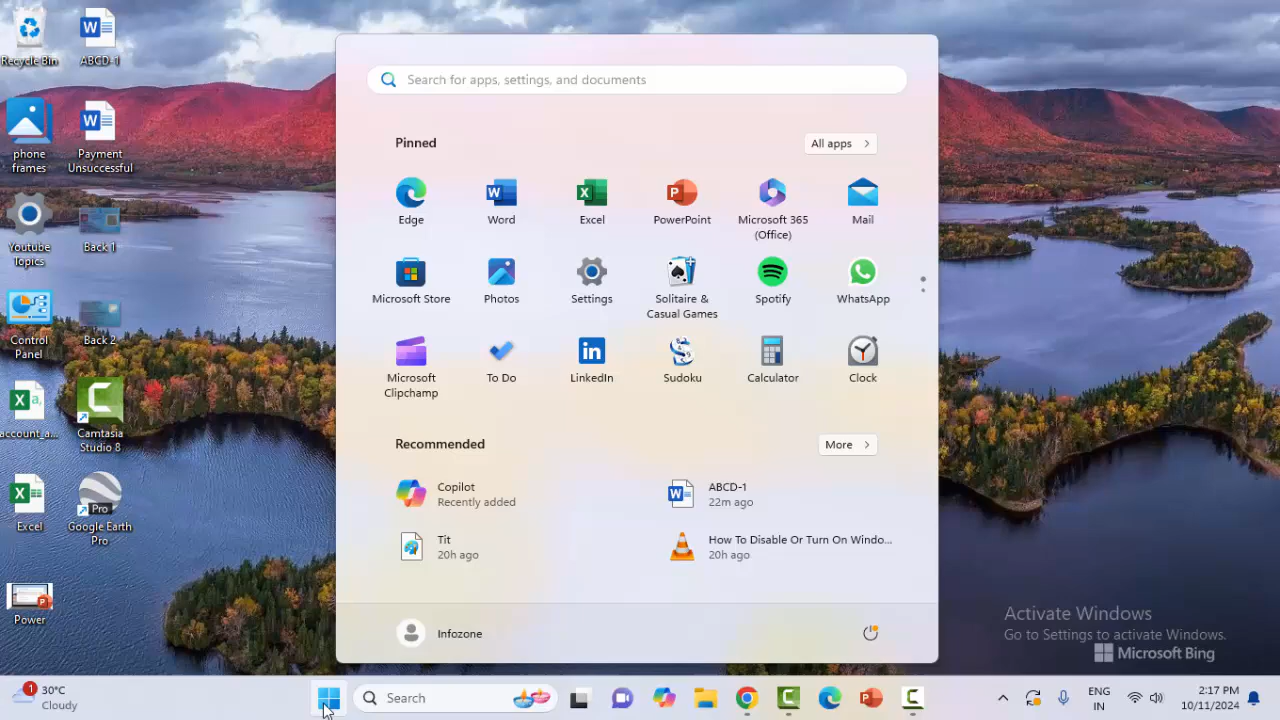 Recycle Bin
ABCD-1
phone
frames
Payment
Unsuccessful
Youtube
Topics
Back 1
Control
Panel
Back 2
account_a...
Camtasia
Studio 8
Excel
Pro
Google Earth
Pro
Power
Search for apps, settings, and documents
Pinned
All apps
Edge
Word
Excel
PowerPoint
Microsoft 365
(Office)
Mail
Microsoft Store
Photos
Settings
Solitaire &
Casual Games
Spotify
WhatsApp
Microsoft
Clipchamp
To Do
LinkedIn
Sudoku
Calculator
Clock
Recommended
More
Copilot
Recently added
ABCD-1
22m ago
Tit
20h ago
How To Disable Or Turn On Windo...
20h ago
Infozone
Activate Windows
Go to Settings to activate Windows.
Microsoft Bing
1
30°C
Cloudy
Search
ENG
IN
2:17 PM
10/11/2024